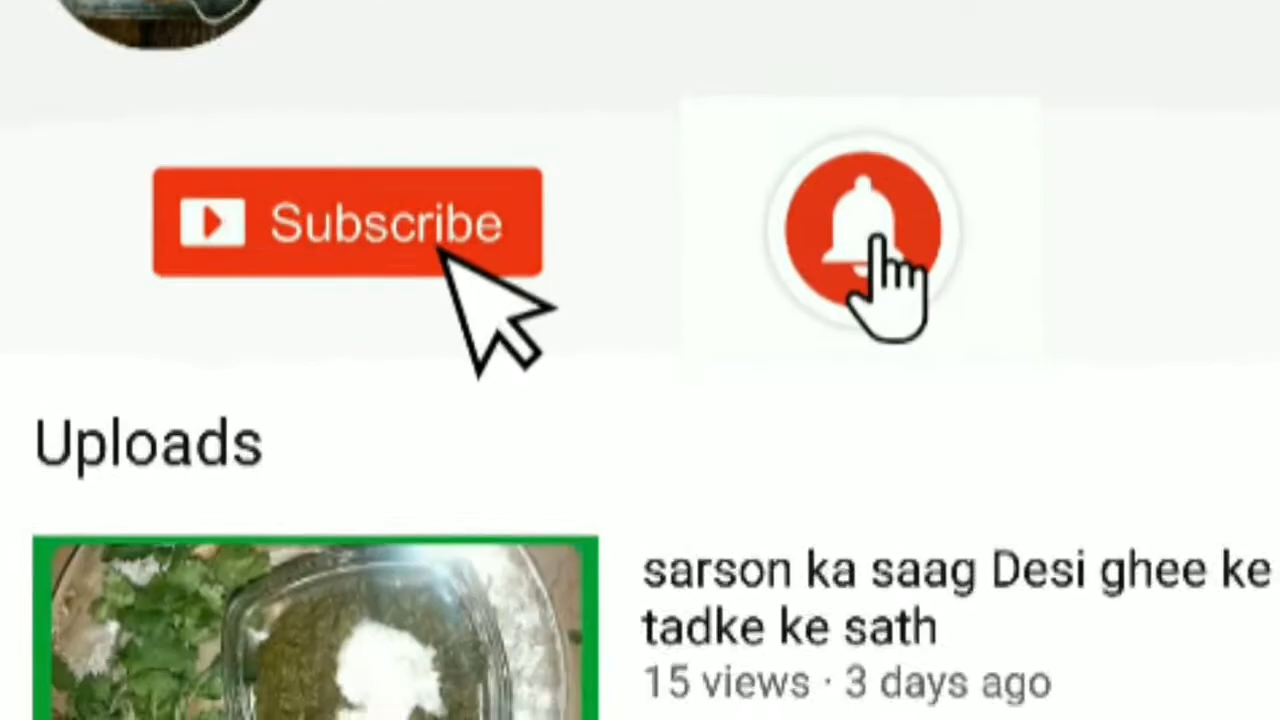 Subscribe
Uploads
sarson ka saag Desi ghee ke
tadke ke sath
15 views · 3 days ago